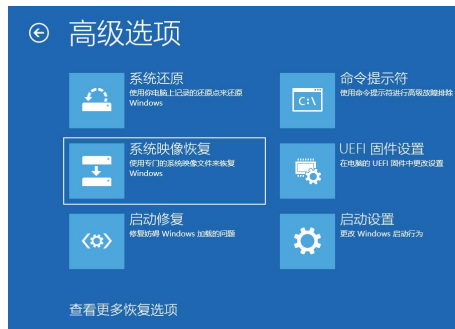 高级选项
系统还原
使用你电脑上记录的还原点来还原
Windows
命令提示符
使用命令提示符进行高级故障排除
C:\
系统映像恢复
使用专门的系统映像文件来恢复
Windows
UEFI 固件设置
在电脑的 UEFI 固件中更改设置
启动修复
修复妨碍 Windows 加载的问题
启动设置
更改 Windows 启动行为
查看更多恢复选项